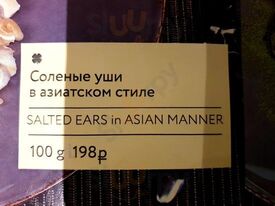 Соленые уши
в азиатском стиле
SALTED EARS in ASIAN MANNER
100 g 198₽